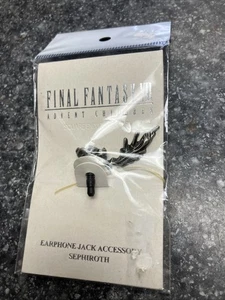 FINAL FANTASY VII
ADVENT CHILDREN
EARPHONE JACK ACCESSORY
SEPHIROTH